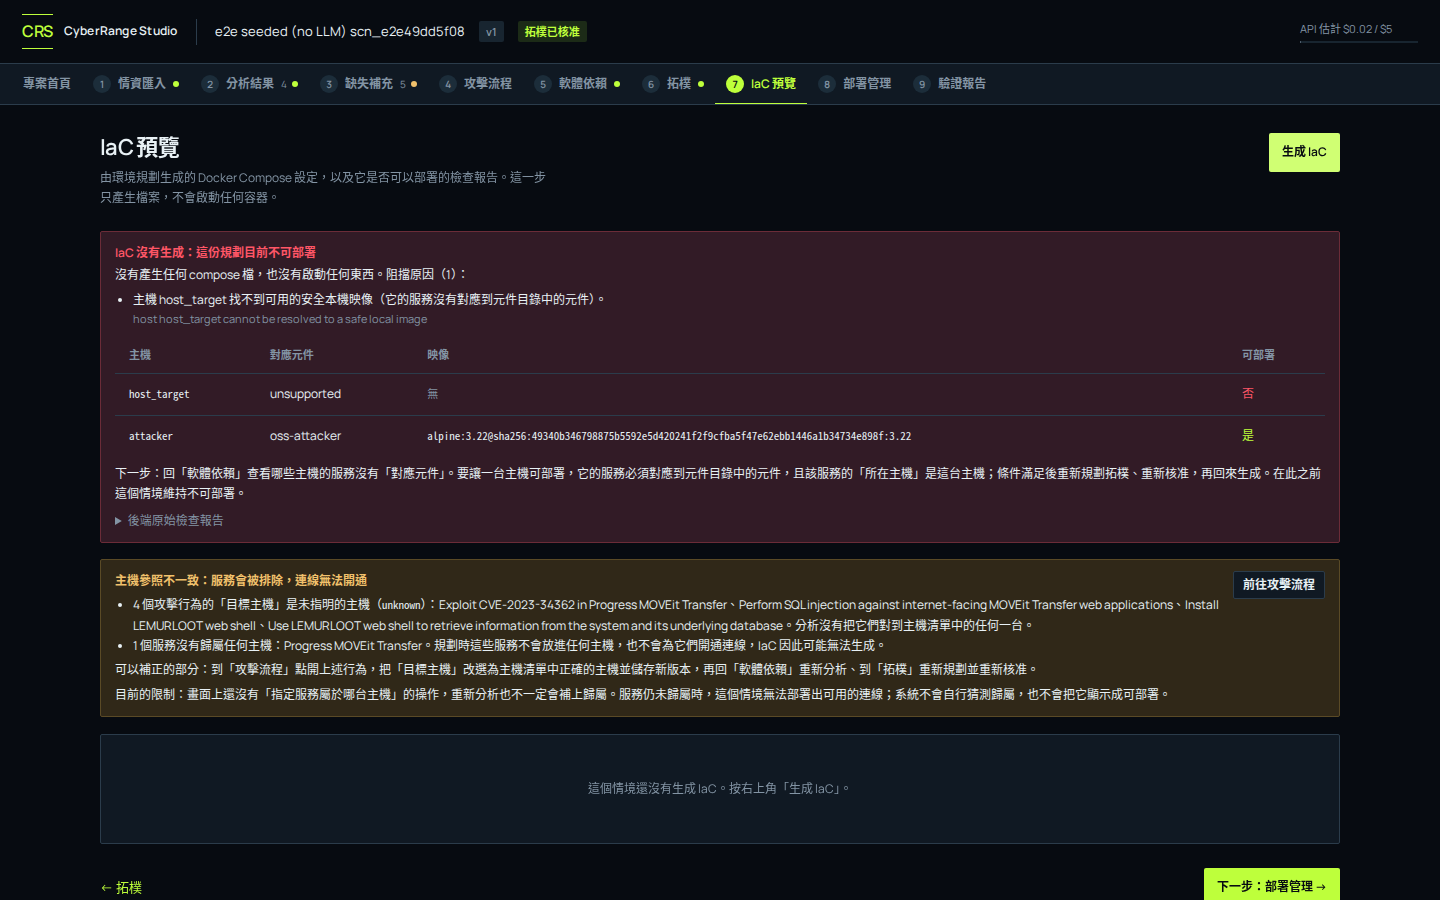 CRS CyberRange Studio e2e seeded (no LLM) scn_e2e49dd5f08 v1 拓樸已核准 API 估計 $0.02 / $5
專案首頁 1 情資匯入 2 分析結果 4 3 缺失補充 5 4 攻擊流程 5 軟體依賴 6 拓樸 7 IaC 預覽 8 部署管理 9 驗證報告
IaC 預覽
生成 IaC
由環境規劃生成的 Docker Compose 設定，以及它是否可以部署的檢查報告。這一步
只產生檔案，不會啟動任何容器。
IaC 沒有生成：這份規劃目前不可部署
沒有產生任何 compose 檔，也沒有啟動任何東西。阻擋原因（1）：
• 主機 host_target 找不到可用的安全本機映像（它的服務沒有對應到元件目錄中的元件）。
host host_target cannot be resolved to a safe local image
主機 對應元件 映像 可部署
host_target unsupported 無 否
attacker oss-attacker alpine:3.22@sha256:49340b346798875b5592e5d420241f2f9cfba5f47e62ebb1446a1b34734e898f:3.22 是
下一步：回「軟體依賴」查看哪些主機的服務沒有「對應元件」。要讓一台主機可部署，它的服務必須對應到元件目錄中的元件，且該服務的「所在主機」是這台主機；條件滿足後重新規劃拓樸、重新核准，再回來生成。在此之前
這個情境維持不可部署。
▶ 後端原始檢查報告
主機參照不一致：服務會被排除，連線無法開通
前往攻擊流程
• 4 個攻擊行為的「目標主機」是未指明的主機（unknown）：Exploit CVE-2023-34362 in Progress MOVEit Transfer、Perform SQL injection against internet-facing MOVEit Transfer web applications、Install
LEMURLOOT web shell、Use LEMURLOOT web shell to retrieve information from the system and its underlying database。分析沒有把它們對到主機清單中的任何一台。
• 1 個服務沒有歸屬任何主機：Progress MOVEit Transfer。規劃時這些服務不會放進任何主機，也不會為它們開通連線，IaC 因此可能無法生成。
可以補正的部分：到「攻擊流程」點開上述行為，把「目標主機」改選為主機清單中正確的主機並儲存新版本，再回「軟體依賴」重新分析、到「拓樸」重新規劃並重新核准。
目前的限制：畫面上還沒有「指定服務屬於哪台主機」的操作，重新分析也不一定會補上歸屬。服務仍未歸屬時，這個情境無法部署出可用的連線；系統不會自行猜測歸屬，也不會把它顯示成可部署。
這個情境還沒有生成 IaC。按右上角「生成 IaC」。
← 拓樸
下一步：部署管理 →